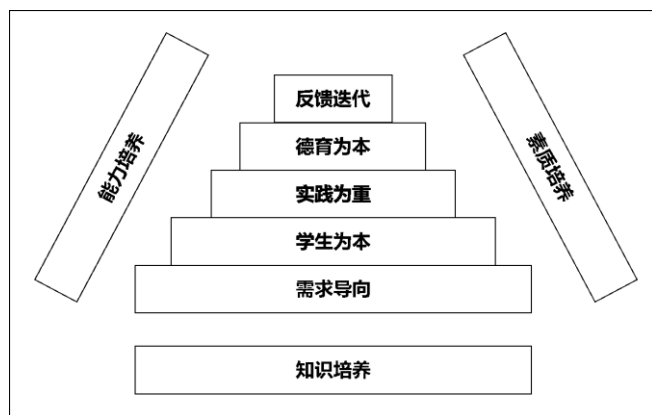 反馈迭代
德育为本
实践为重
学生为本
需求导向
能力培养
素质培养
知识培养